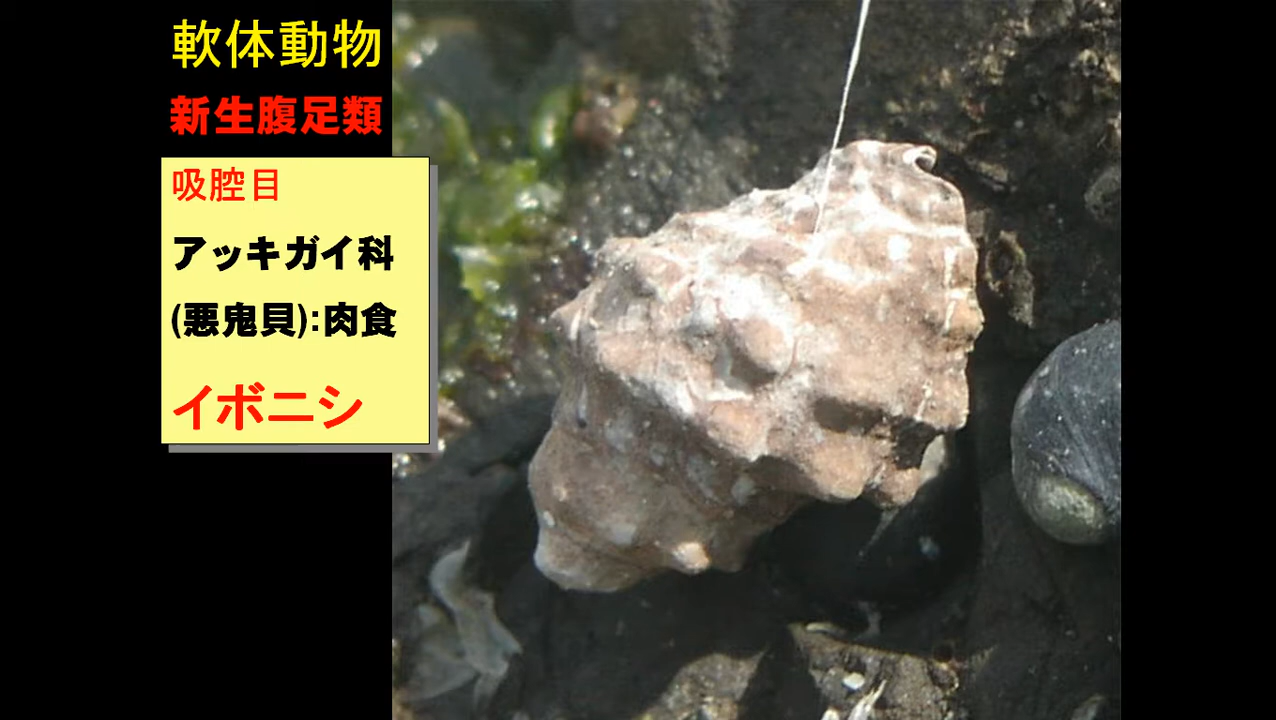 軟体動物
新生腹足類
吸腔目
アッキガイ科
(悪鬼貝):肉食
イボニシ